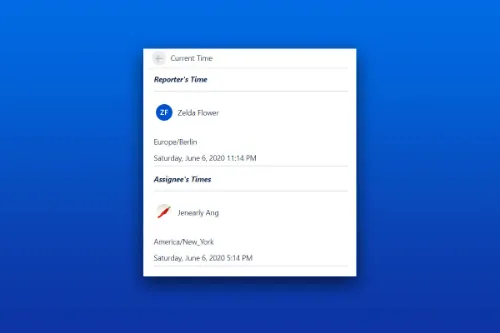 Current Time
Reporter's Time
ZF Zelda Flower
Europe/Berlin
Saturday, June 6, 2020 11:14 PM
Assignee's Times
Jenearly Ang
America/New_York
Saturday, June 6, 2020 5:14 PM